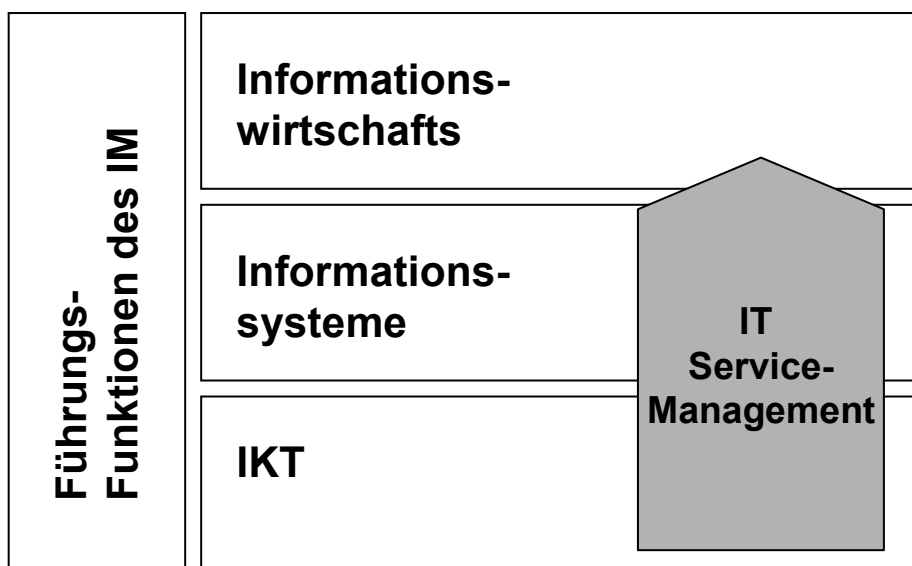 Führungs-
Funktionen des IM
Informations-
wirtschafts
Informations-
systeme
IKT
IT
Service-
Management